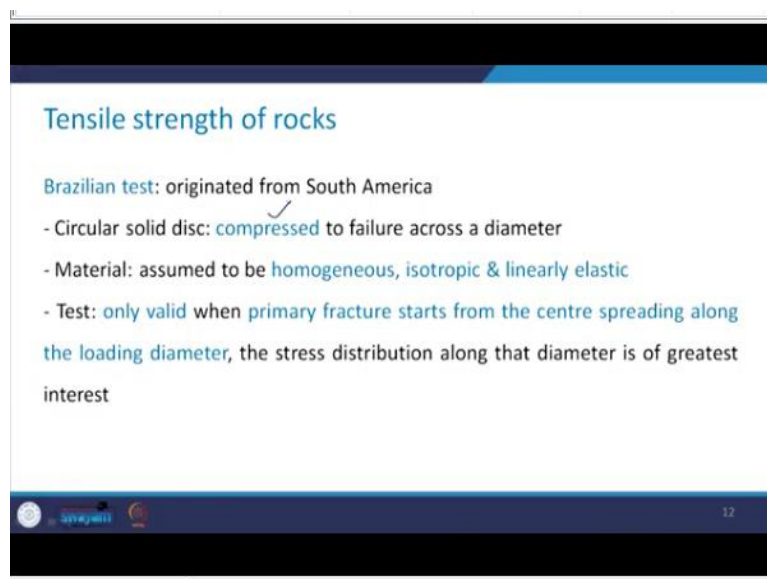 Tensile strength of rocks
Brazilian test: originated from South America
- Circular solid disc: compressed to failure across a diameter
- Material: assumed to be homogeneous, isotropic & linearly elastic
- Test: only valid when primary fracture starts from the centre spreading along
the loading diameter, the stress distribution along that diameter is of greatest
interest
swayam
12